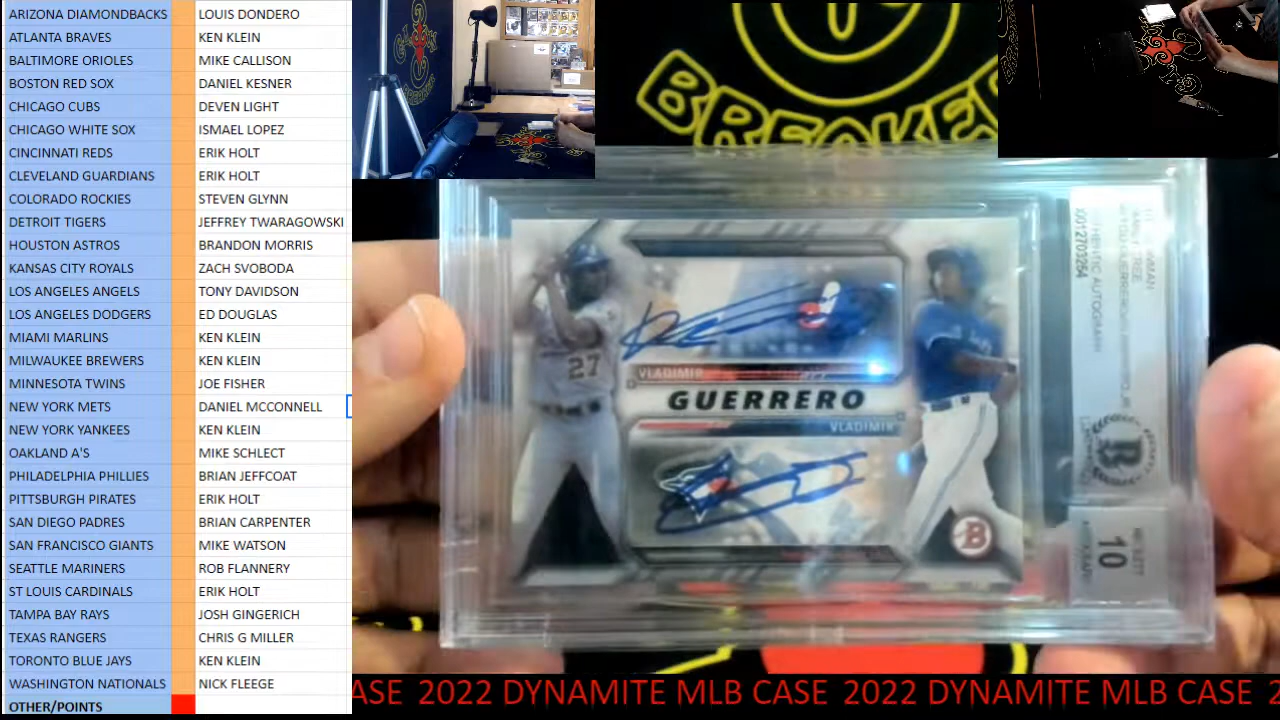 ARIZONA DIAMONDBACKS LOUIS DONDERO
ATLANTA BRAVES KEN KLEIN
BALTIMORE ORIOLES MIKE CALLISON
BOSTON RED SOX DANIEL KESNER
CHICAGO CUBS DEVEN LIGHT
CHICAGO WHITE SOX ISMAEL LOPEZ
CINCINNATI REDS ERIK HOLT
CLEVELAND GUARDIANS ERIK HOLT
COLORADO ROCKIES STEVEN GLYNN
DETROIT TIGERS JEFFREY TWARAGOWSKI
HOUSTON ASTROS BRANDON MORRIS
KANSAS CITY ROYALS ZACH SVOBODA
LOS ANGELES ANGELS TONY DAVIDSON
LOS ANGELES DODGERS ED DOUGLAS
MIAMI MARLINS KEN KLEIN
MILWAUKEE BREWERS KEN KLEIN
MINNESOTA TWINS JOE FISHER
NEW YORK METS DANIEL MCCONNELL
NEW YORK YANKEES KEN KLEIN
OAKLAND A'S MIKE SCHLECT
PHILADELPHIA PHILLIES BRIAN JEFFCOAT
PITTSBURGH PIRATES ERIK HOLT
SAN DIEGO PADRES BRIAN CARPENTER
SAN FRANCISCO GIANTS MIKE WATSON
SEATTLE MARINERS ROB FLANNERY
ST LOUIS CARDINALS ERIK HOLT
TAMPA BAY RAYS JOSH GINGERICH
TEXAS RANGERS CHRIS G MILLER
TORONTO BLUE JAYS KEN KLEIN
WASHINGTON NATIONALS NICK FLEEGE
OTHER/POINTS
BREAKE
27
VLADIMIR
GUERRERO
VLADIMIR
B
B
10
ASE 2022 DYNAMITE MLB CASE 2022 DYNAMITE MLB CASE 2